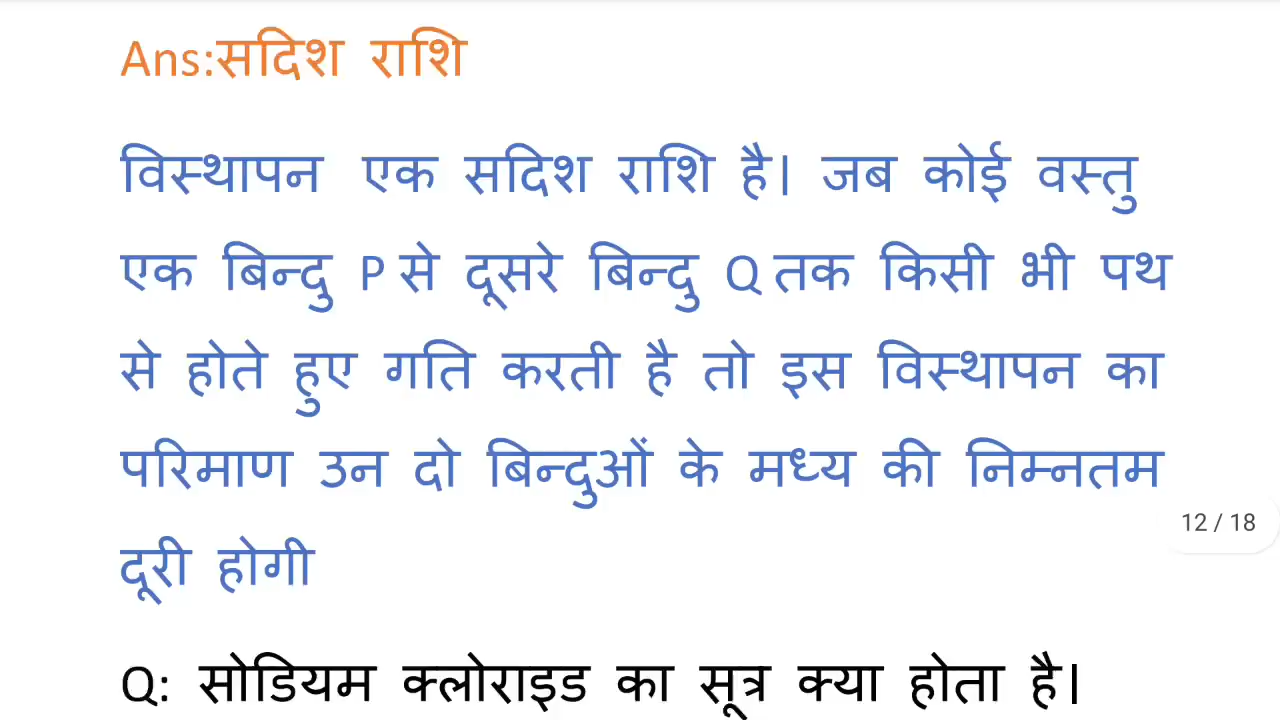 Ans:सदिश राशि
विस्थापन एक सदिश राशि है। जब कोई वस्तु
एक बिन्दु P से दूसरे बिन्दु Q तक किसी भी पथ
से होते हुए गति करती है तो इस विस्थापन का
परिमाण उन दो बिन्दुओं के मध्य की निम्नतम
12 / 18
दूरी होगी
Q: सोडियम क्लोराइड का सूत्र क्या होता है।